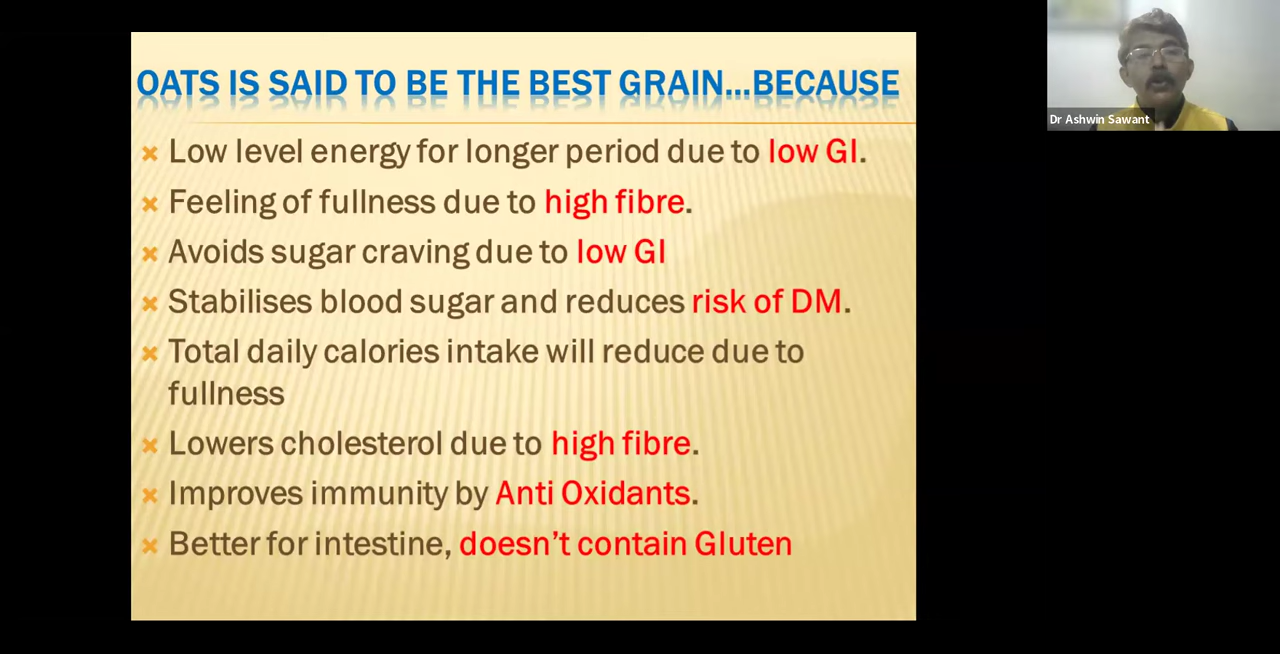 OATS IS SAID TO BE THE BEST GRAIN...BECAUSE
Low level energy for longer period due to low GI.
Feeling of fullness due to high fibre.
Avoids sugar craving due to low GI
Stabilises blood sugar and reduces risk of DM.
Total daily calories intake will reduce due to
fullness
Lowers cholesterol due to high fibre.
Improves immunity by Anti Oxidants.
Better for intestine, doesn't contain Gluten
Dr Ashwin Sawant